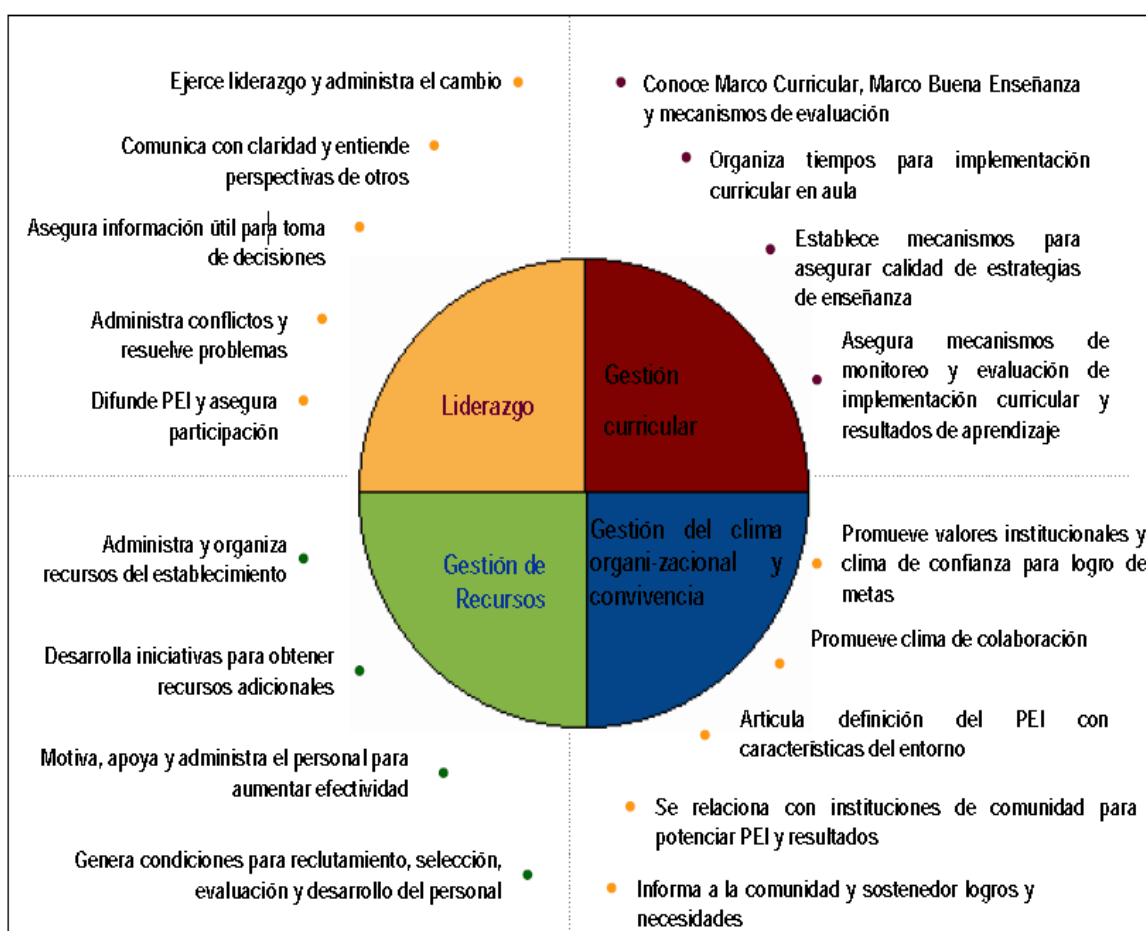 Ejerce liderazgo y administra el cambio
Comunica con claridad y entiende
perspectivas de otros
Asegura información útil para toma
de decisiones
Administra conflictos y
resuelve problemas
Difunde PEI y asegura
participación
Conoce Marco Curricular, Marco Buena Enseñanza
y mecanismos de evaluación
Organiza tiempos para implementación
curricular en aula
Establece mecanismos para
asegurar calidad de estrategias
de enseñanza
Asegura mecanismos de
monitoreo y evaluación de
implementación curricular y
resultados de aprendizaje
Liderazgo
Gestión
curricular
Gestión de
Recursos
Gestión del clima
organi-zacional y
convivencia
Administra y organiza
recursos del establecimiento
Desarrolla iniciativas para obtener
recursos adicionales
Motiva, apoya y administra el personal para
aumentar efectividad
Genera condiciones para reclutamiento, selección,
evaluación y desarrollo del personal
Promueve valores institucionales y
clima de confianza para logro de
metas
Promueve clima de colaboración
Articula definición del PEI con
características del entorno
Se relaciona con instituciones de comunidad para
potenciar PEI y resultados
Informa a la comunidad y sostenedor logros y
necesidades